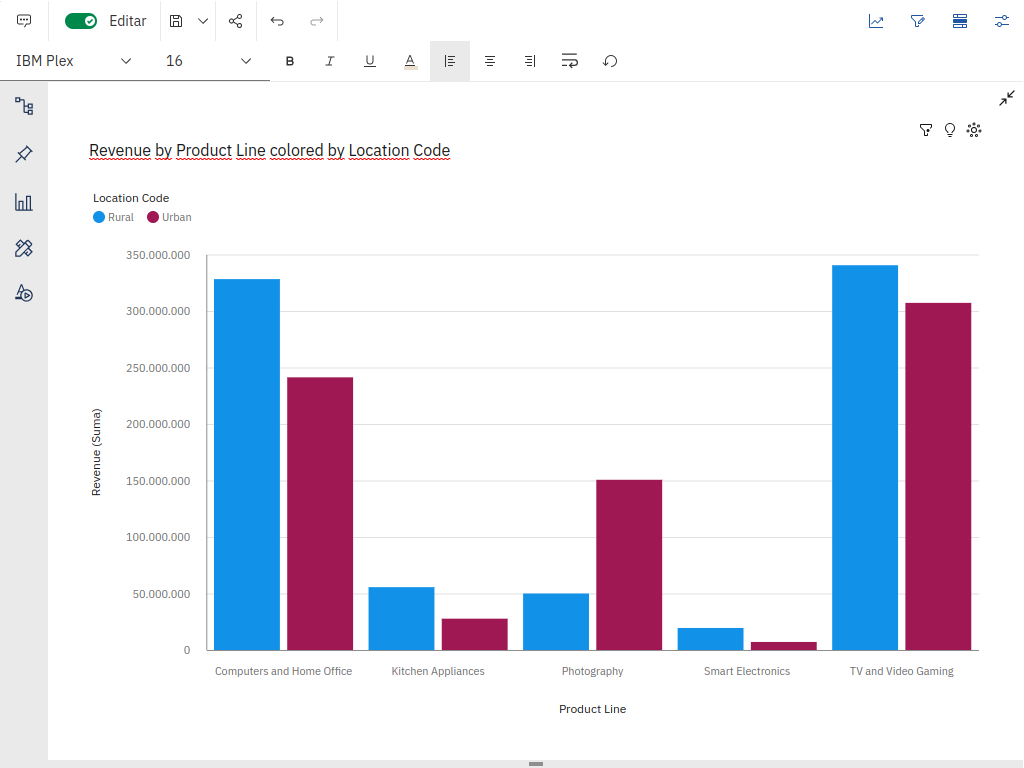 Editar
IBM Plex 16 B I U A
Revenue by Product Line colored by Location Code
Location Code
Rural Urban
350.000.000
300.000.000
250.000.000
200.000.000
150.000.000
100.000.000
50.000.000
0
Revenue (Suma)
Computers and Home Office Kitchen Appliances Photography Smart Electronics TV and Video Gaming
Product Line